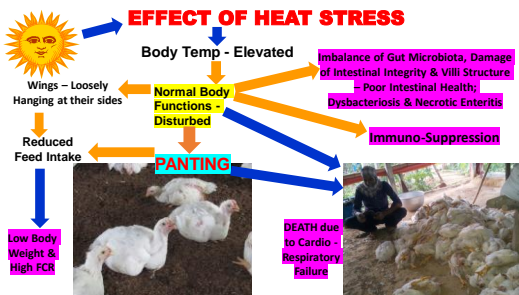 EFFECT OF HEAT STRESS
Body Temp - Elevated
Imbalance of Gut Microbiota, Damage
of Intestinal Integrity & Villi Structure
– Poor Intestinal Health;
Dysbacteriosis & Necrotic Enteritis
Wings – Loosely
Hanging at their sides
Normal Body
Functions -
Disturbed
Immuno-Suppression
Reduced
Feed Intake
PANTING
Low Body
Weight &
High FCR
DEATH due
to Cardio -
Respiratory
Failure